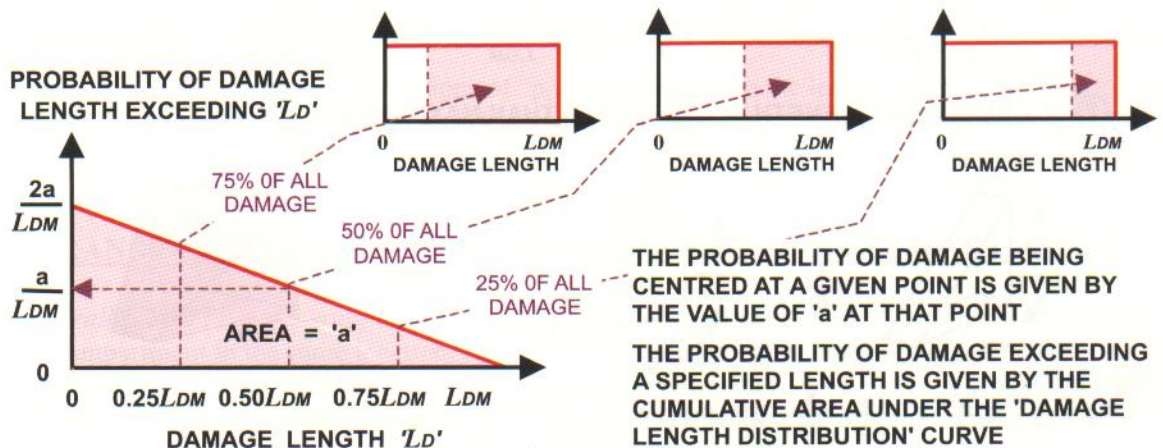 PROBABILITY OF DAMAGE
LENGTH EXCEEDING 'LD'
2a
LDM
a
LDM
0
0 0.25LDM 0.50LDM 0.75LDM LDM
DAMAGE LENGTH 'LD'
AREA = 'a'
75% 0F ALL
DAMAGE
50% 0F ALL
DAMAGE
25% 0F ALL
DAMAGE
0 LDM
DAMAGE LENGTH
0 LDM
DAMAGE LENGTH
0 LDM
DAMAGE LENGTH
THE PROBABILITY OF DAMAGE BEING
CENTRED AT A GIVEN POINT IS GIVEN BY
THE VALUE OF 'a' AT THAT POINT
THE PROBABILITY OF DAMAGE EXCEEDING
A SPECIFIED LENGTH IS GIVEN BY THE
CUMULATIVE AREA UNDER THE 'DAMAGE
LENGTH DISTRIBUTION' CURVE